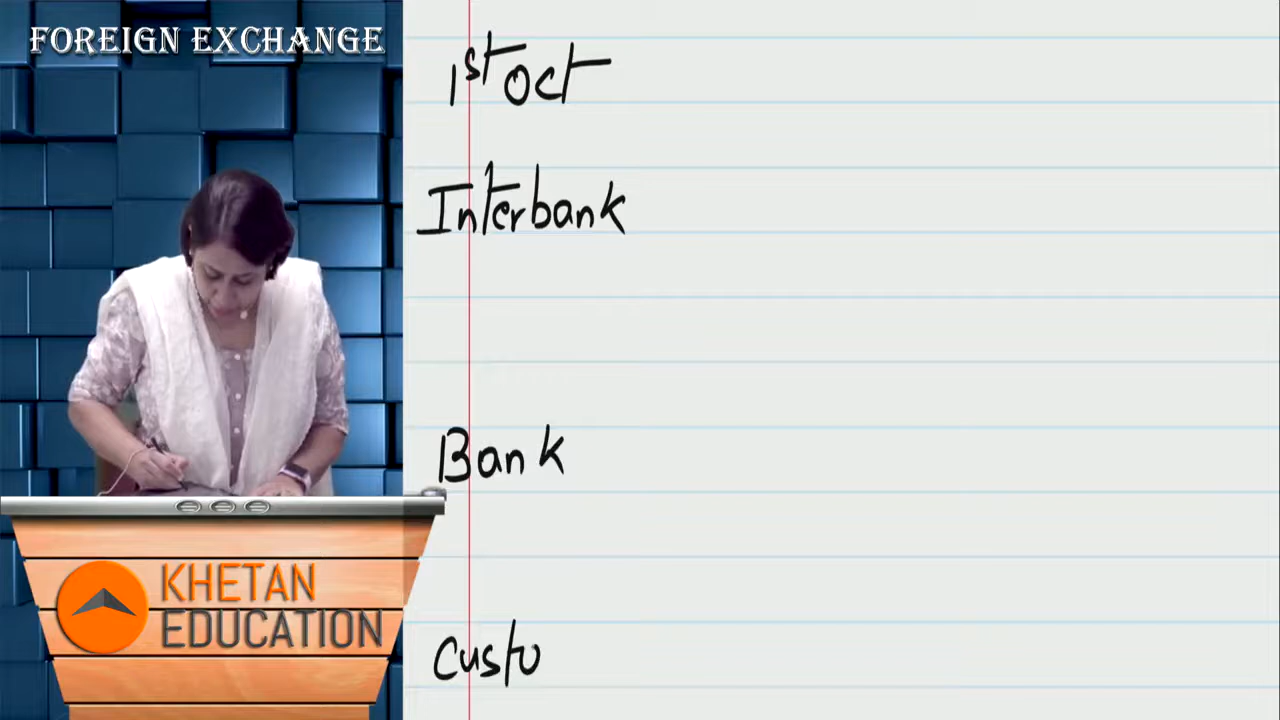 FOREIGN EXCHANGE
1st Oct
Interbank
Bank
Custo
KHETAN
EDUCATION